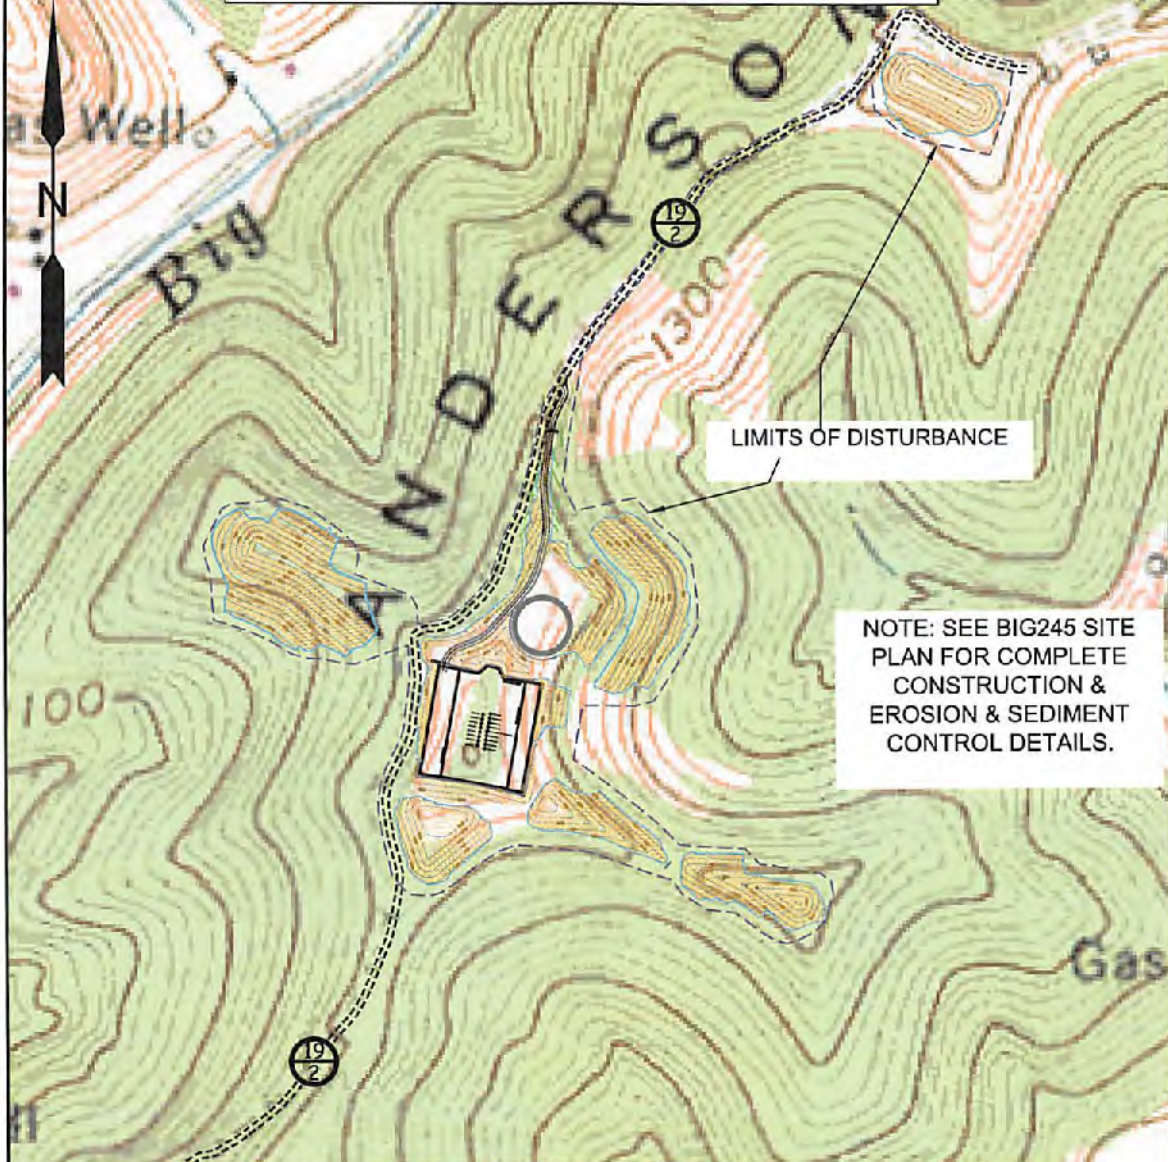 as Well
N
Big
ANDERSON
19
2
1300
LIMITS OF DISTURBANCE
NOTE: SEE BIG245 SITE
PLAN FOR COMPLETE
CONSTRUCTION &
EROSION & SEDIMENT
CONTROL DETAILS.
100
Gas
19
2
ll